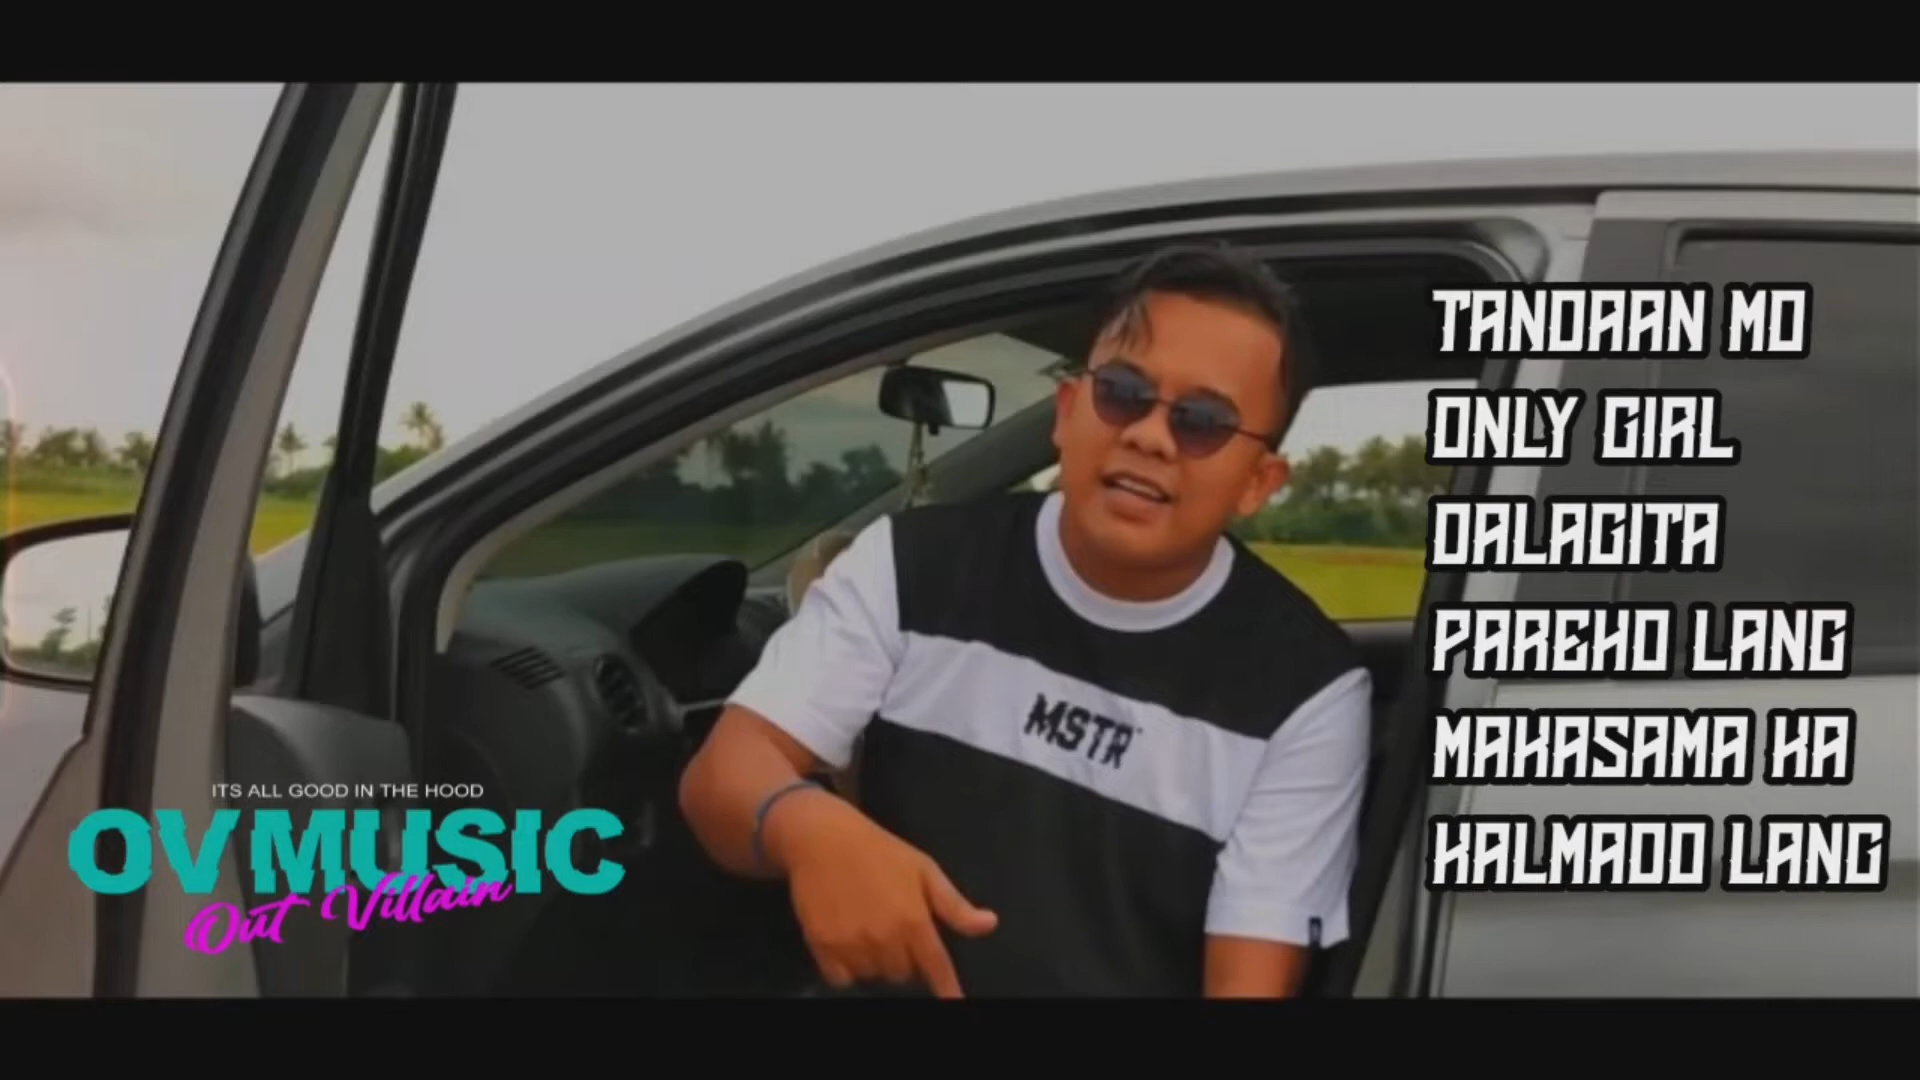 TANDAAN MO
ONLY GIRL
DALAGITA
PAREHO LANG
MAKASAMA KA
KALMADO LANG
MSTR
ITS ALL GOOD IN THE HOOD
OV MUSIC
Out Villain